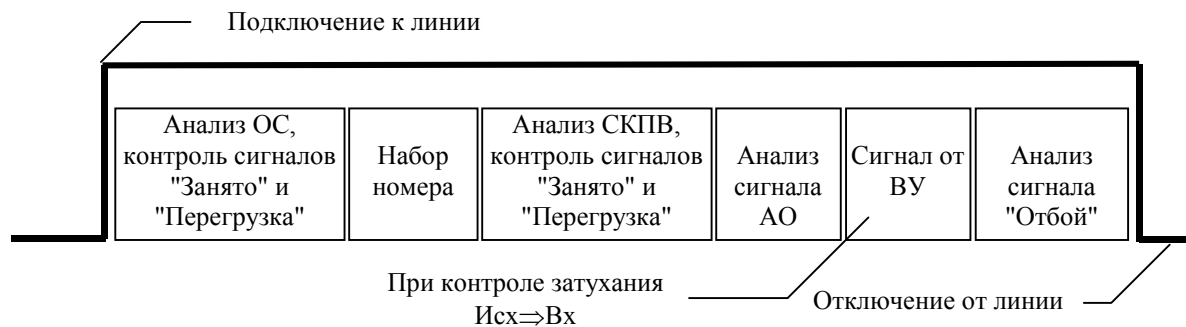 Подключение к линии
Анализ ОС,
контроль сигналов
"Занято" и
"Перегрузка"
Набор
номера
Анализ СКПВ,
контроль сигналов
"Занято" и
"Перегрузка"
Анализ
сигнала
АО
Сигнал от
ВУ
Анализ
сигнала
"Отбой"
При контроле затухания
Исх⇒Вх
Отключение от линии